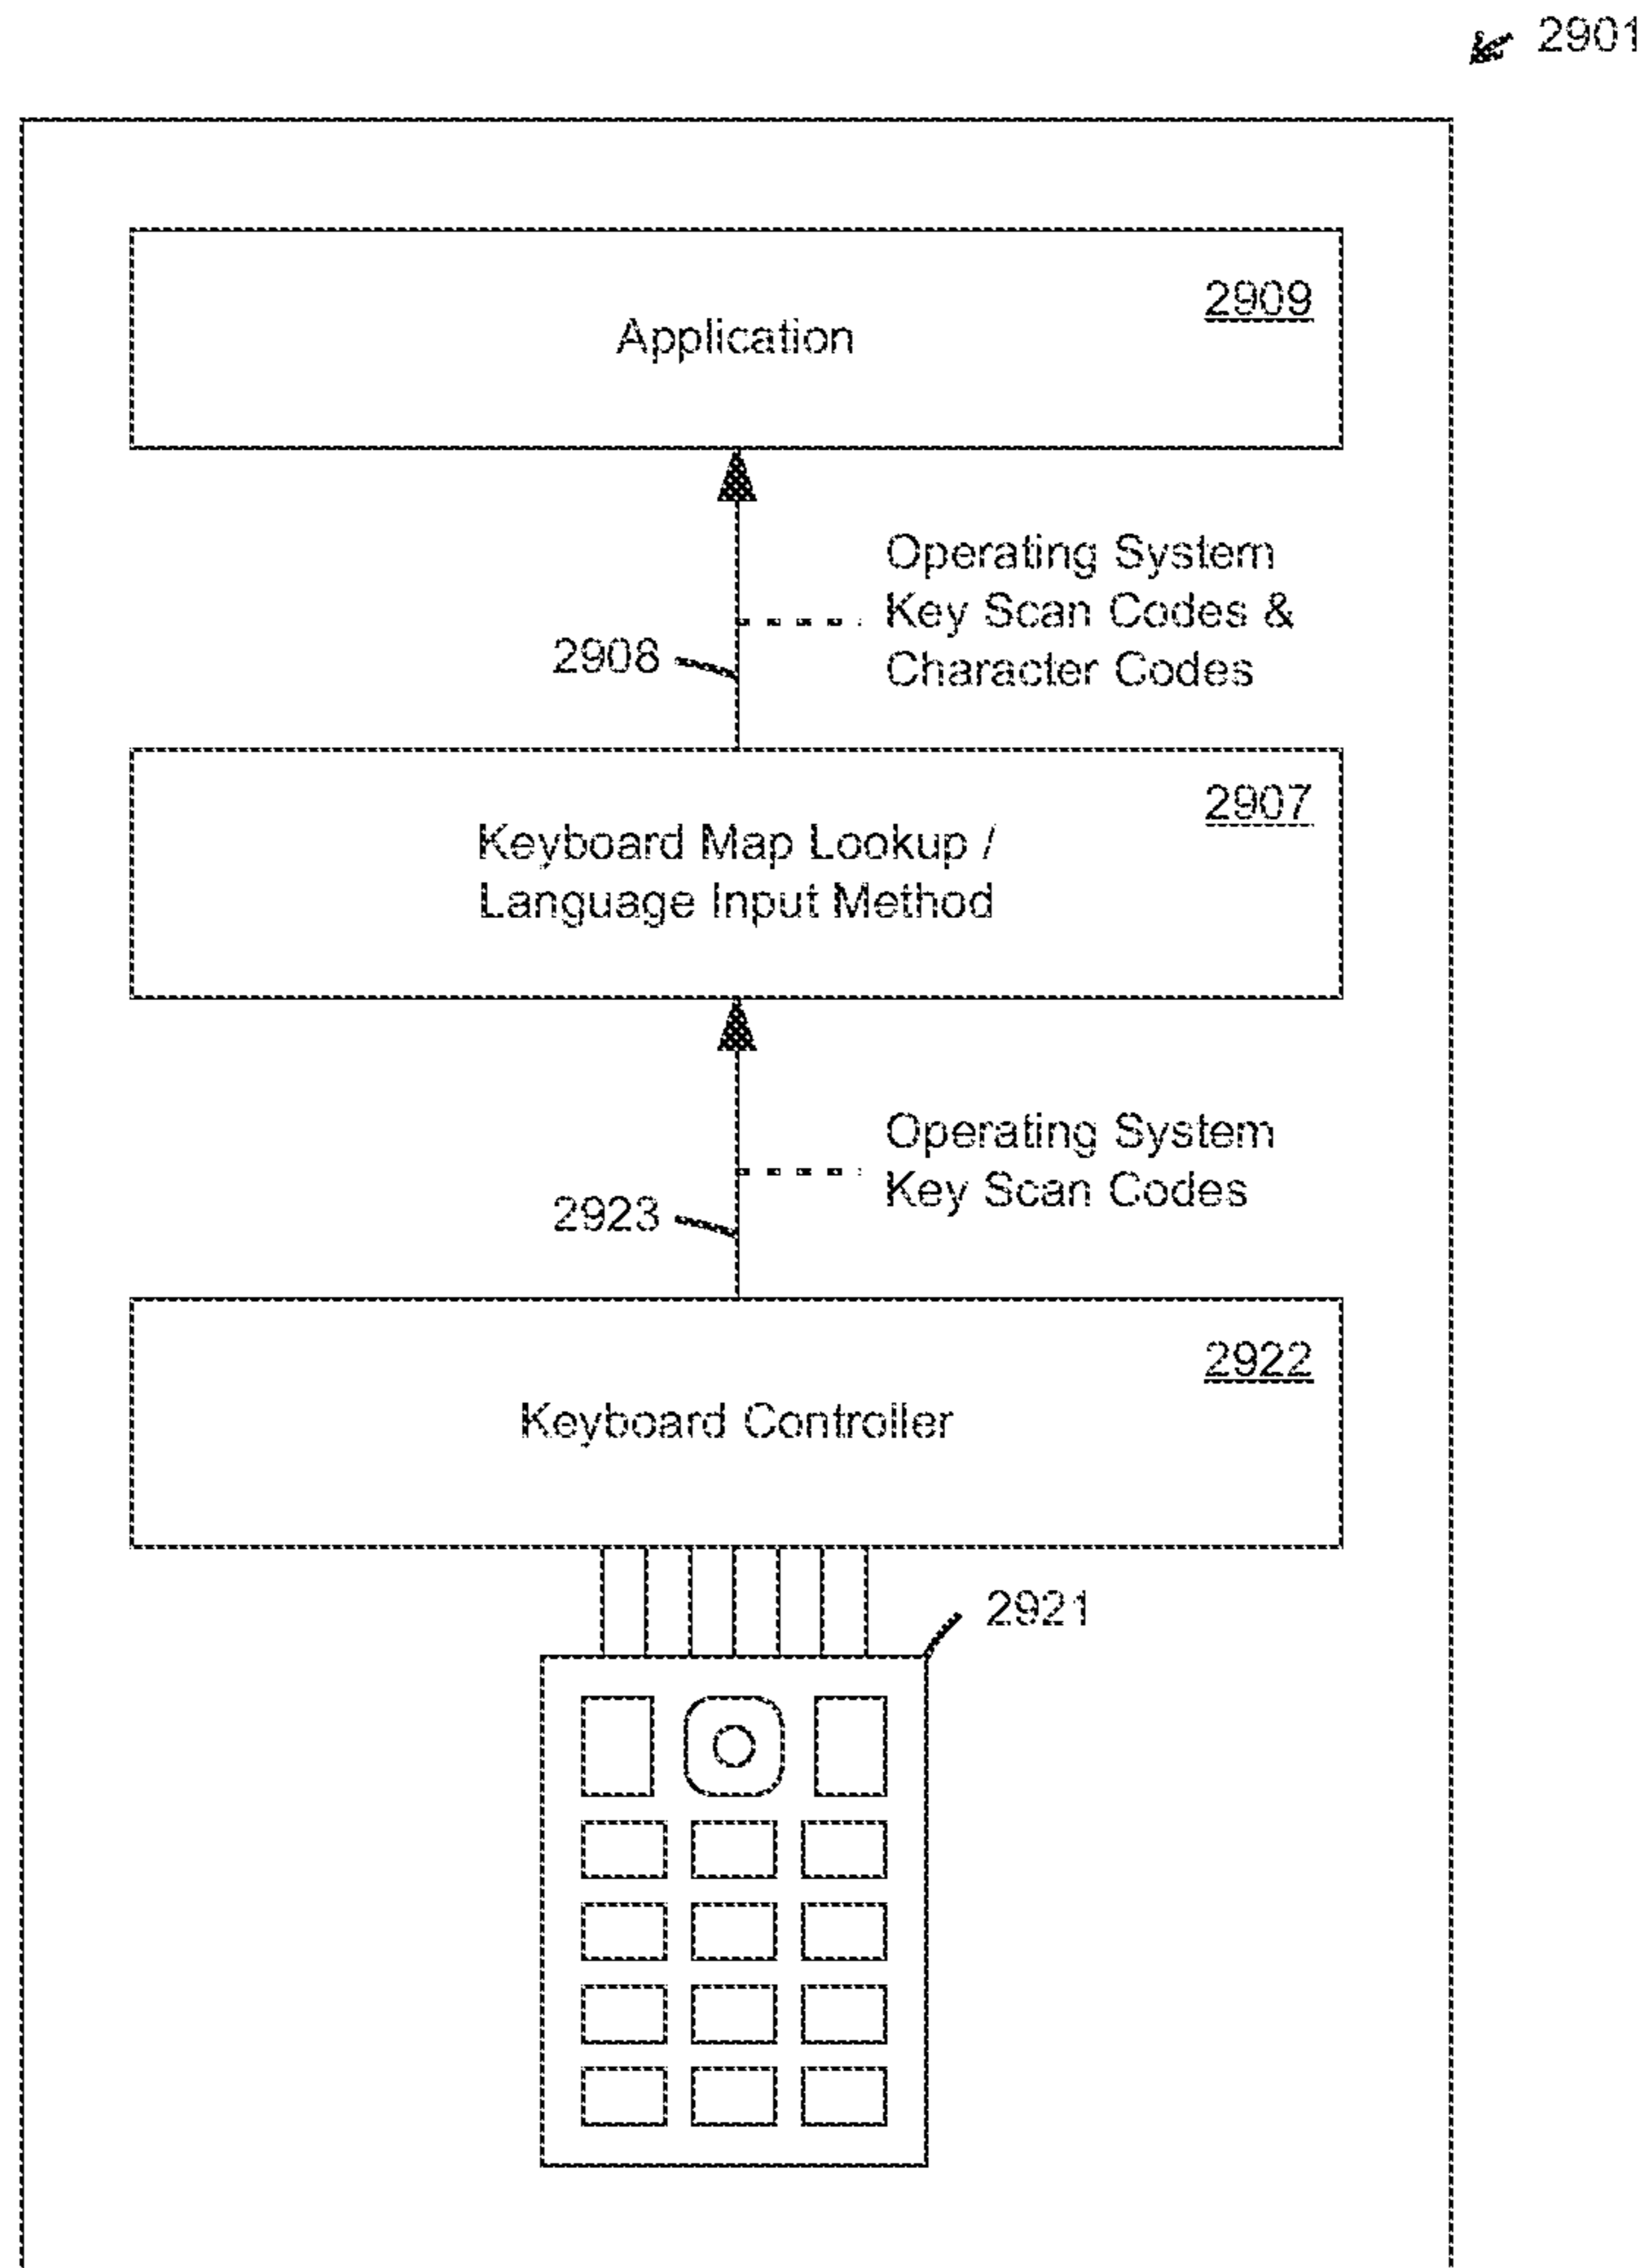 2901
2909
Application
Operating System
Key Scan Codes &
Character Codes
2908
2907
Keyboard Map Lookup /
Language Input Method
Operating System
Key Scan Codes
2923
2922
Keyboard Controller
2921